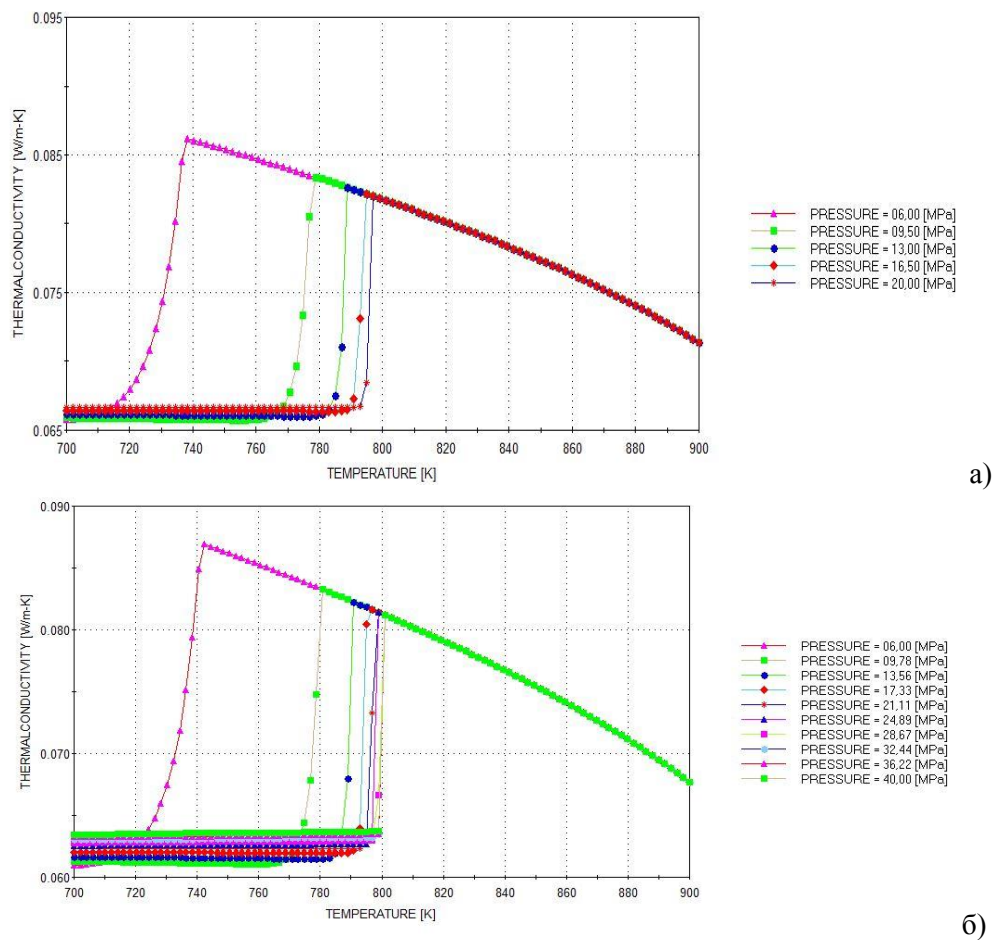 0.095
0.085
0.075
0.065
THERMALCONDUCTIVITY [W/m-K]
700 720 740 760 780 800 820 840 860 880 900
TEMPERATURE [K]
PRESSURE = 06,00 [MPa]
PRESSURE = 09,50 [MPa]
PRESSURE = 13,00 [MPa]
PRESSURE = 16,50 [MPa]
PRESSURE = 20,00 [MPa]
а)
0.090
0.080
0.070
0.060
THERMALCONDUCTIVITY [W/m-K]
700 720 740 760 780 800 820 840 860 880 900
TEMPERATURE [K]
PRESSURE = 06,00 [MPa]
PRESSURE = 09,78 [MPa]
PRESSURE = 13,56 [MPa]
PRESSURE = 17,33 [MPa]
PRESSURE = 21,11 [MPa]
PRESSURE = 24,89 [MPa]
PRESSURE = 28,67 [MPa]
PRESSURE = 32,44 [MPa]
PRESSURE = 36,22 [MPa]
PRESSURE = 40,00 [MPa]
б)